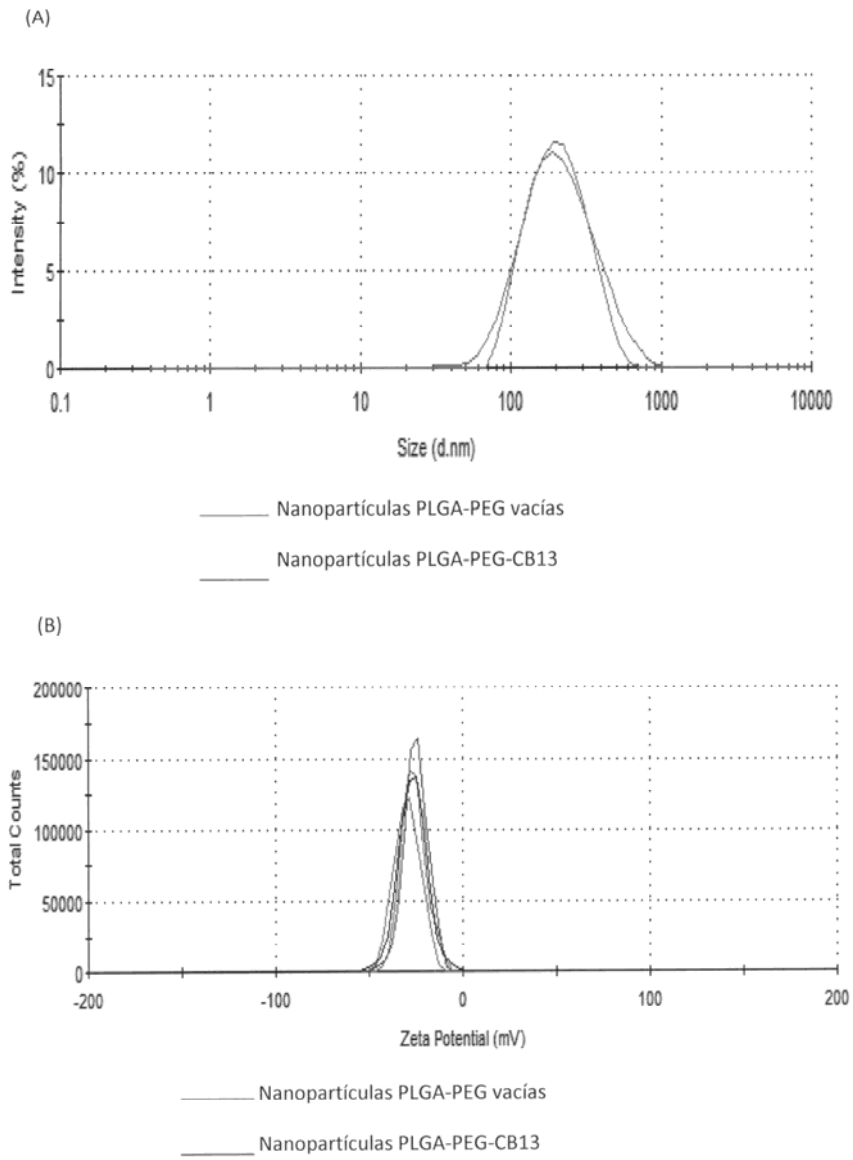 (A)
15
10
5
0
Intensity (%)
0.1 1 10 100 1000 10000
Size (d.nm)
Nanopartículas PLGA-PEG vacías
Nanopartículas PLGA-PEG-CB13
(B)
200000
150000
100000
50000
0
Total Counts
-200 -100 0 100 200
Zeta Potential (mV)
Nanopartículas PLGA-PEG vacías
Nanopartículas PLGA-PEG-CB13